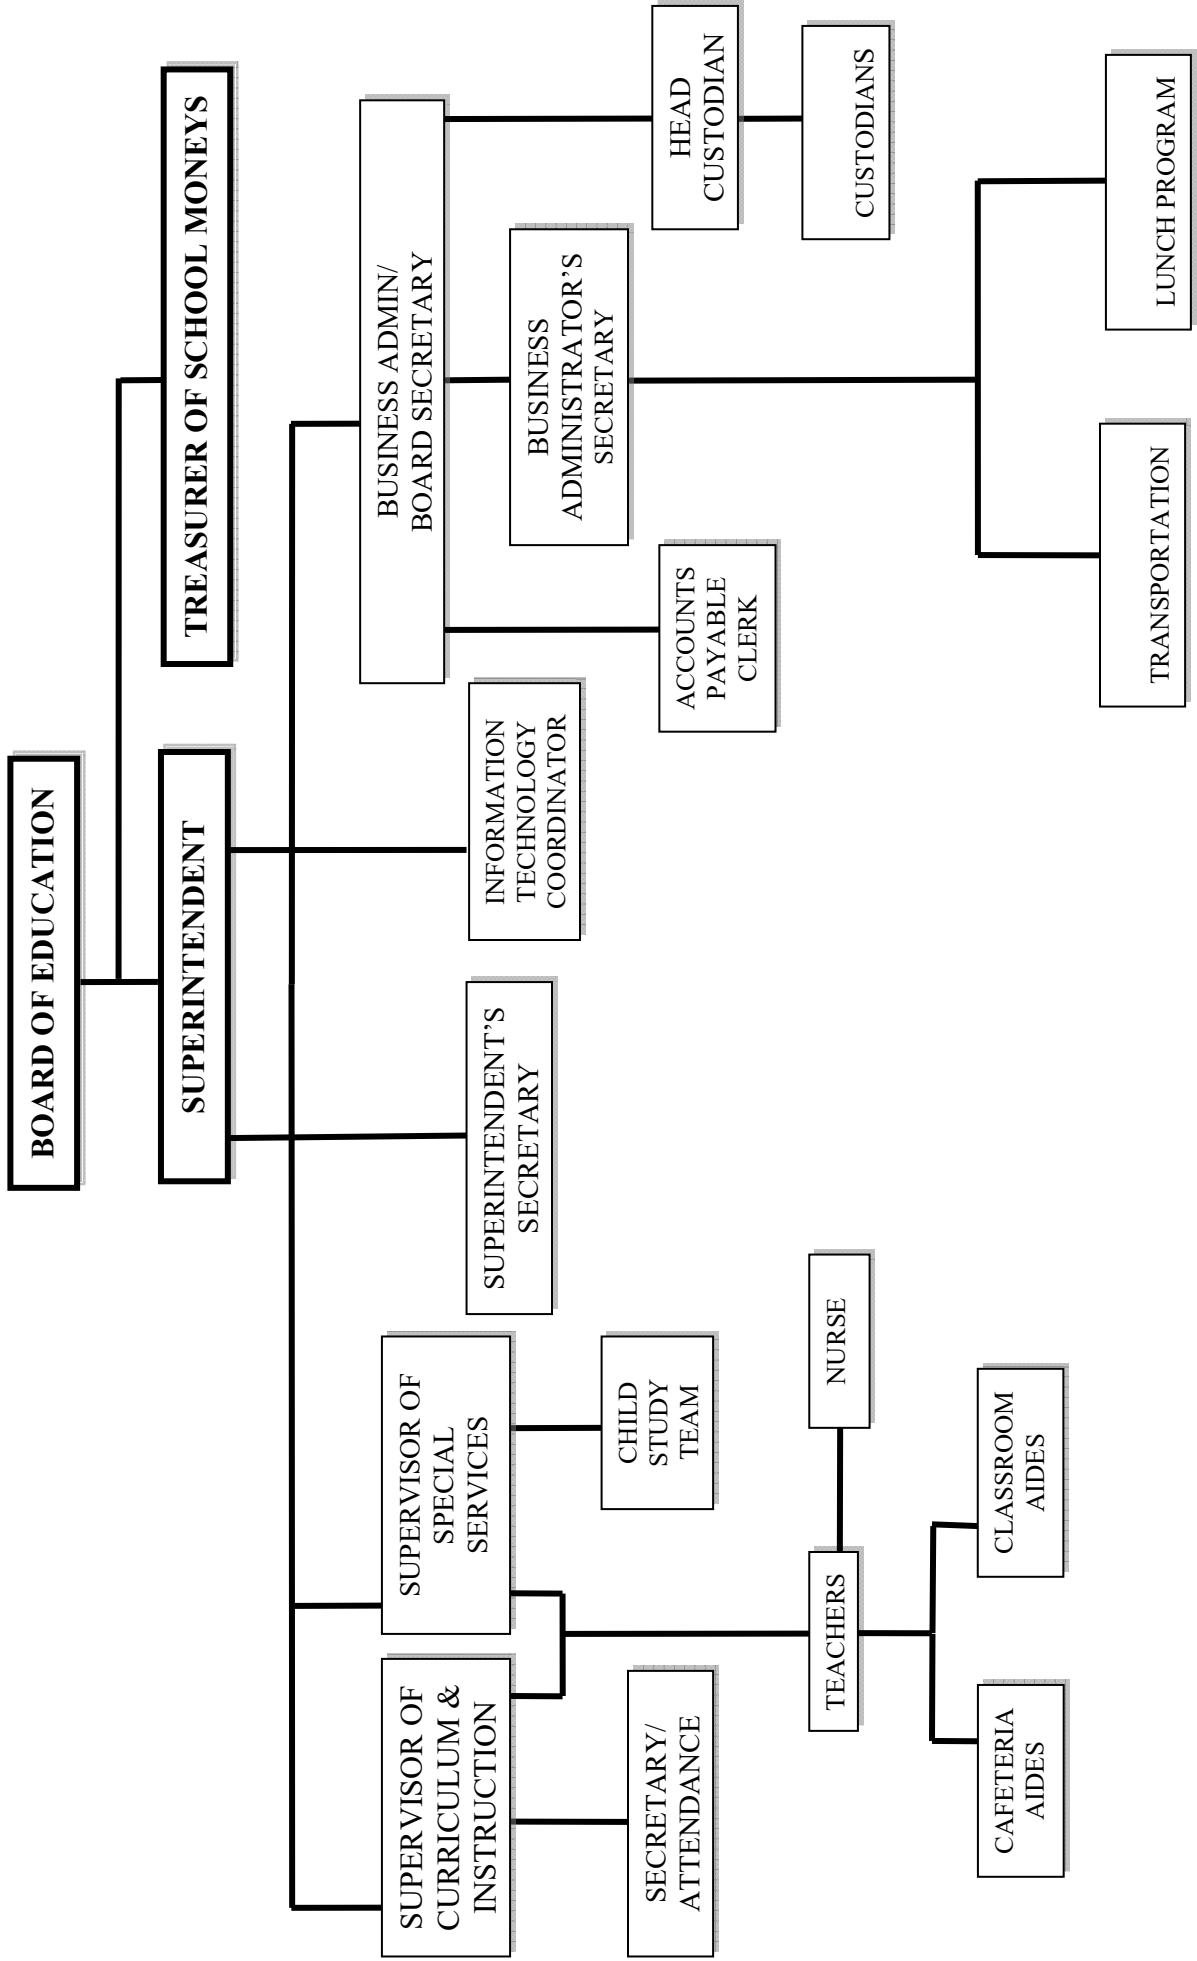 BOARD OF EDUCATION
SUPERINTENDENT
TREASURER OF SCHOOL MONEYS
SUPERVISOR OF
CURRICULUM &
INSTRUCTION
SUPERVISOR OF
SPECIAL
SERVICES
SUPERINTENDENT'S
SECRETARY
INFORMATION
TECHNOLOGY
COORDINATOR
BUSINESS ADMIN/
BOARD SECRETARY
SECRETARY/
ATTENDANCE
CHILD
STUDY
TEAM
ACCOUNTS
PAYABLE
CLERK
BUSINESS
ADMINISTRATOR'S
SECRETARY
HEAD
CUSTODIAN
CUSTODIANS
TEACHERS
NURSE
CAFETERIA
AIDES
CLASSROOM
AIDES
TRANSPORTATION
LUNCH PROGRAM